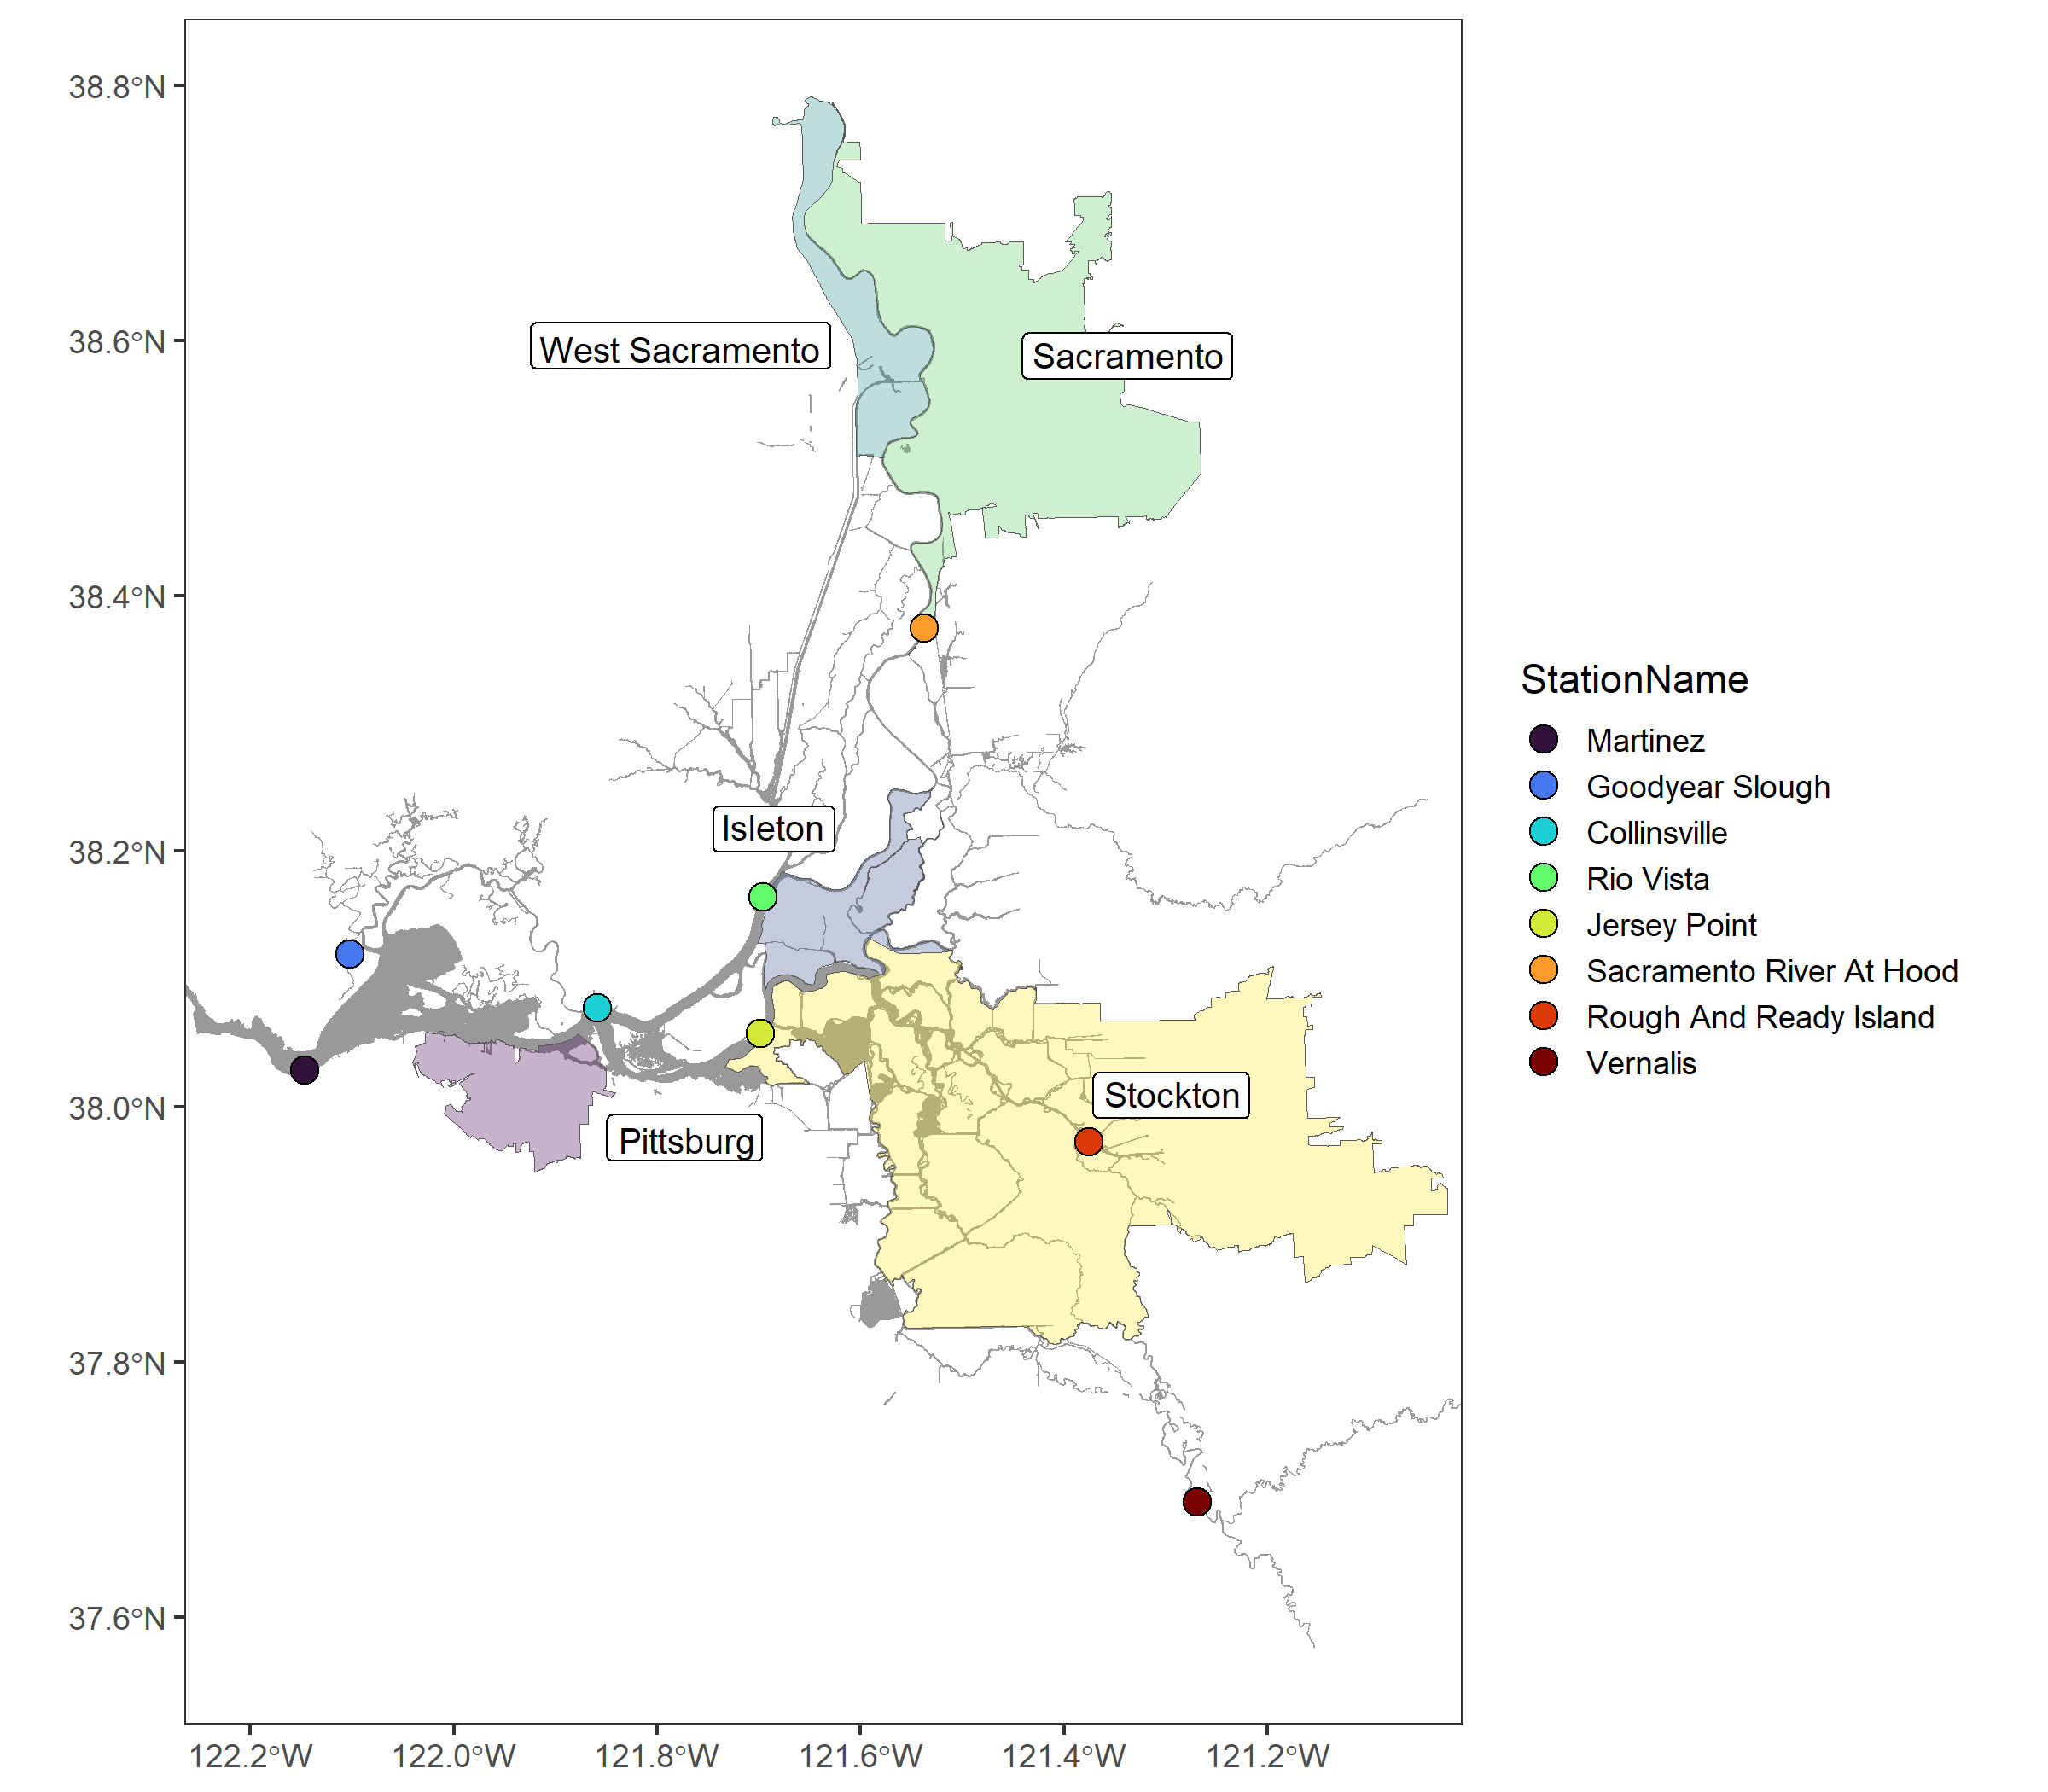 38.8°N
38.6°N
38.4°N
38.2°N
38.0°N
37.8°N
37.6°N
122.2°W
122.0°W
121.8°W
121.6°W
121.4°W
121.2°W
West Sacramento
Sacramento
Isleton
Stockton
Pittsburg
StationName
Martinez
Goodyear Slough
Collinsville
Rio Vista
Jersey Point
Sacramento River At Hood
Rough And Ready Island
Vernalis